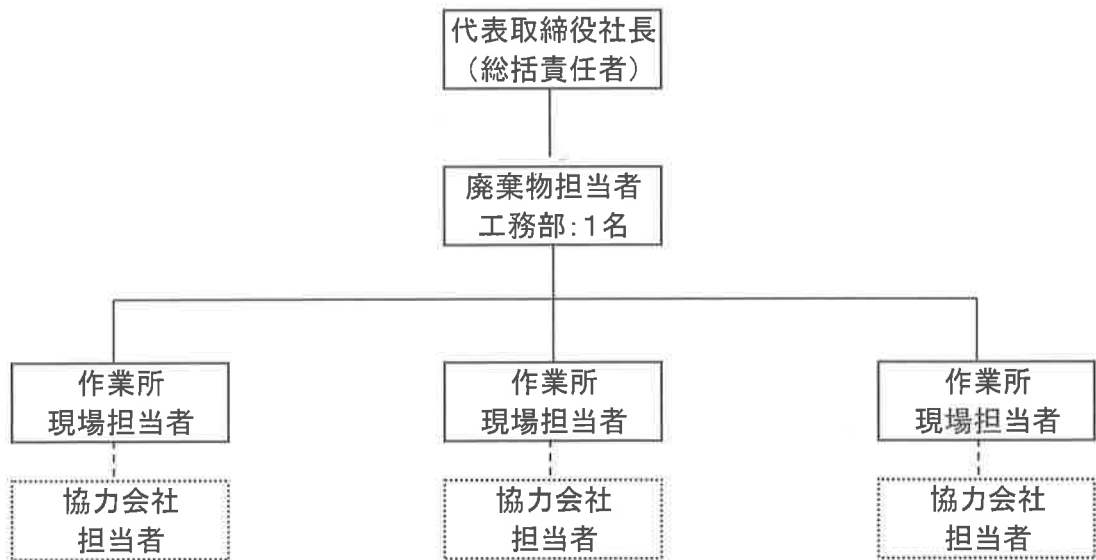 代表取締役社長
（総括責任者）
廃棄物担当者
工務部：１名
作業所
現場担当者
作業所
現場担当者
作業所
現場担当者
協力会社
担当者
協力会社
担当者
協力会社
担当者